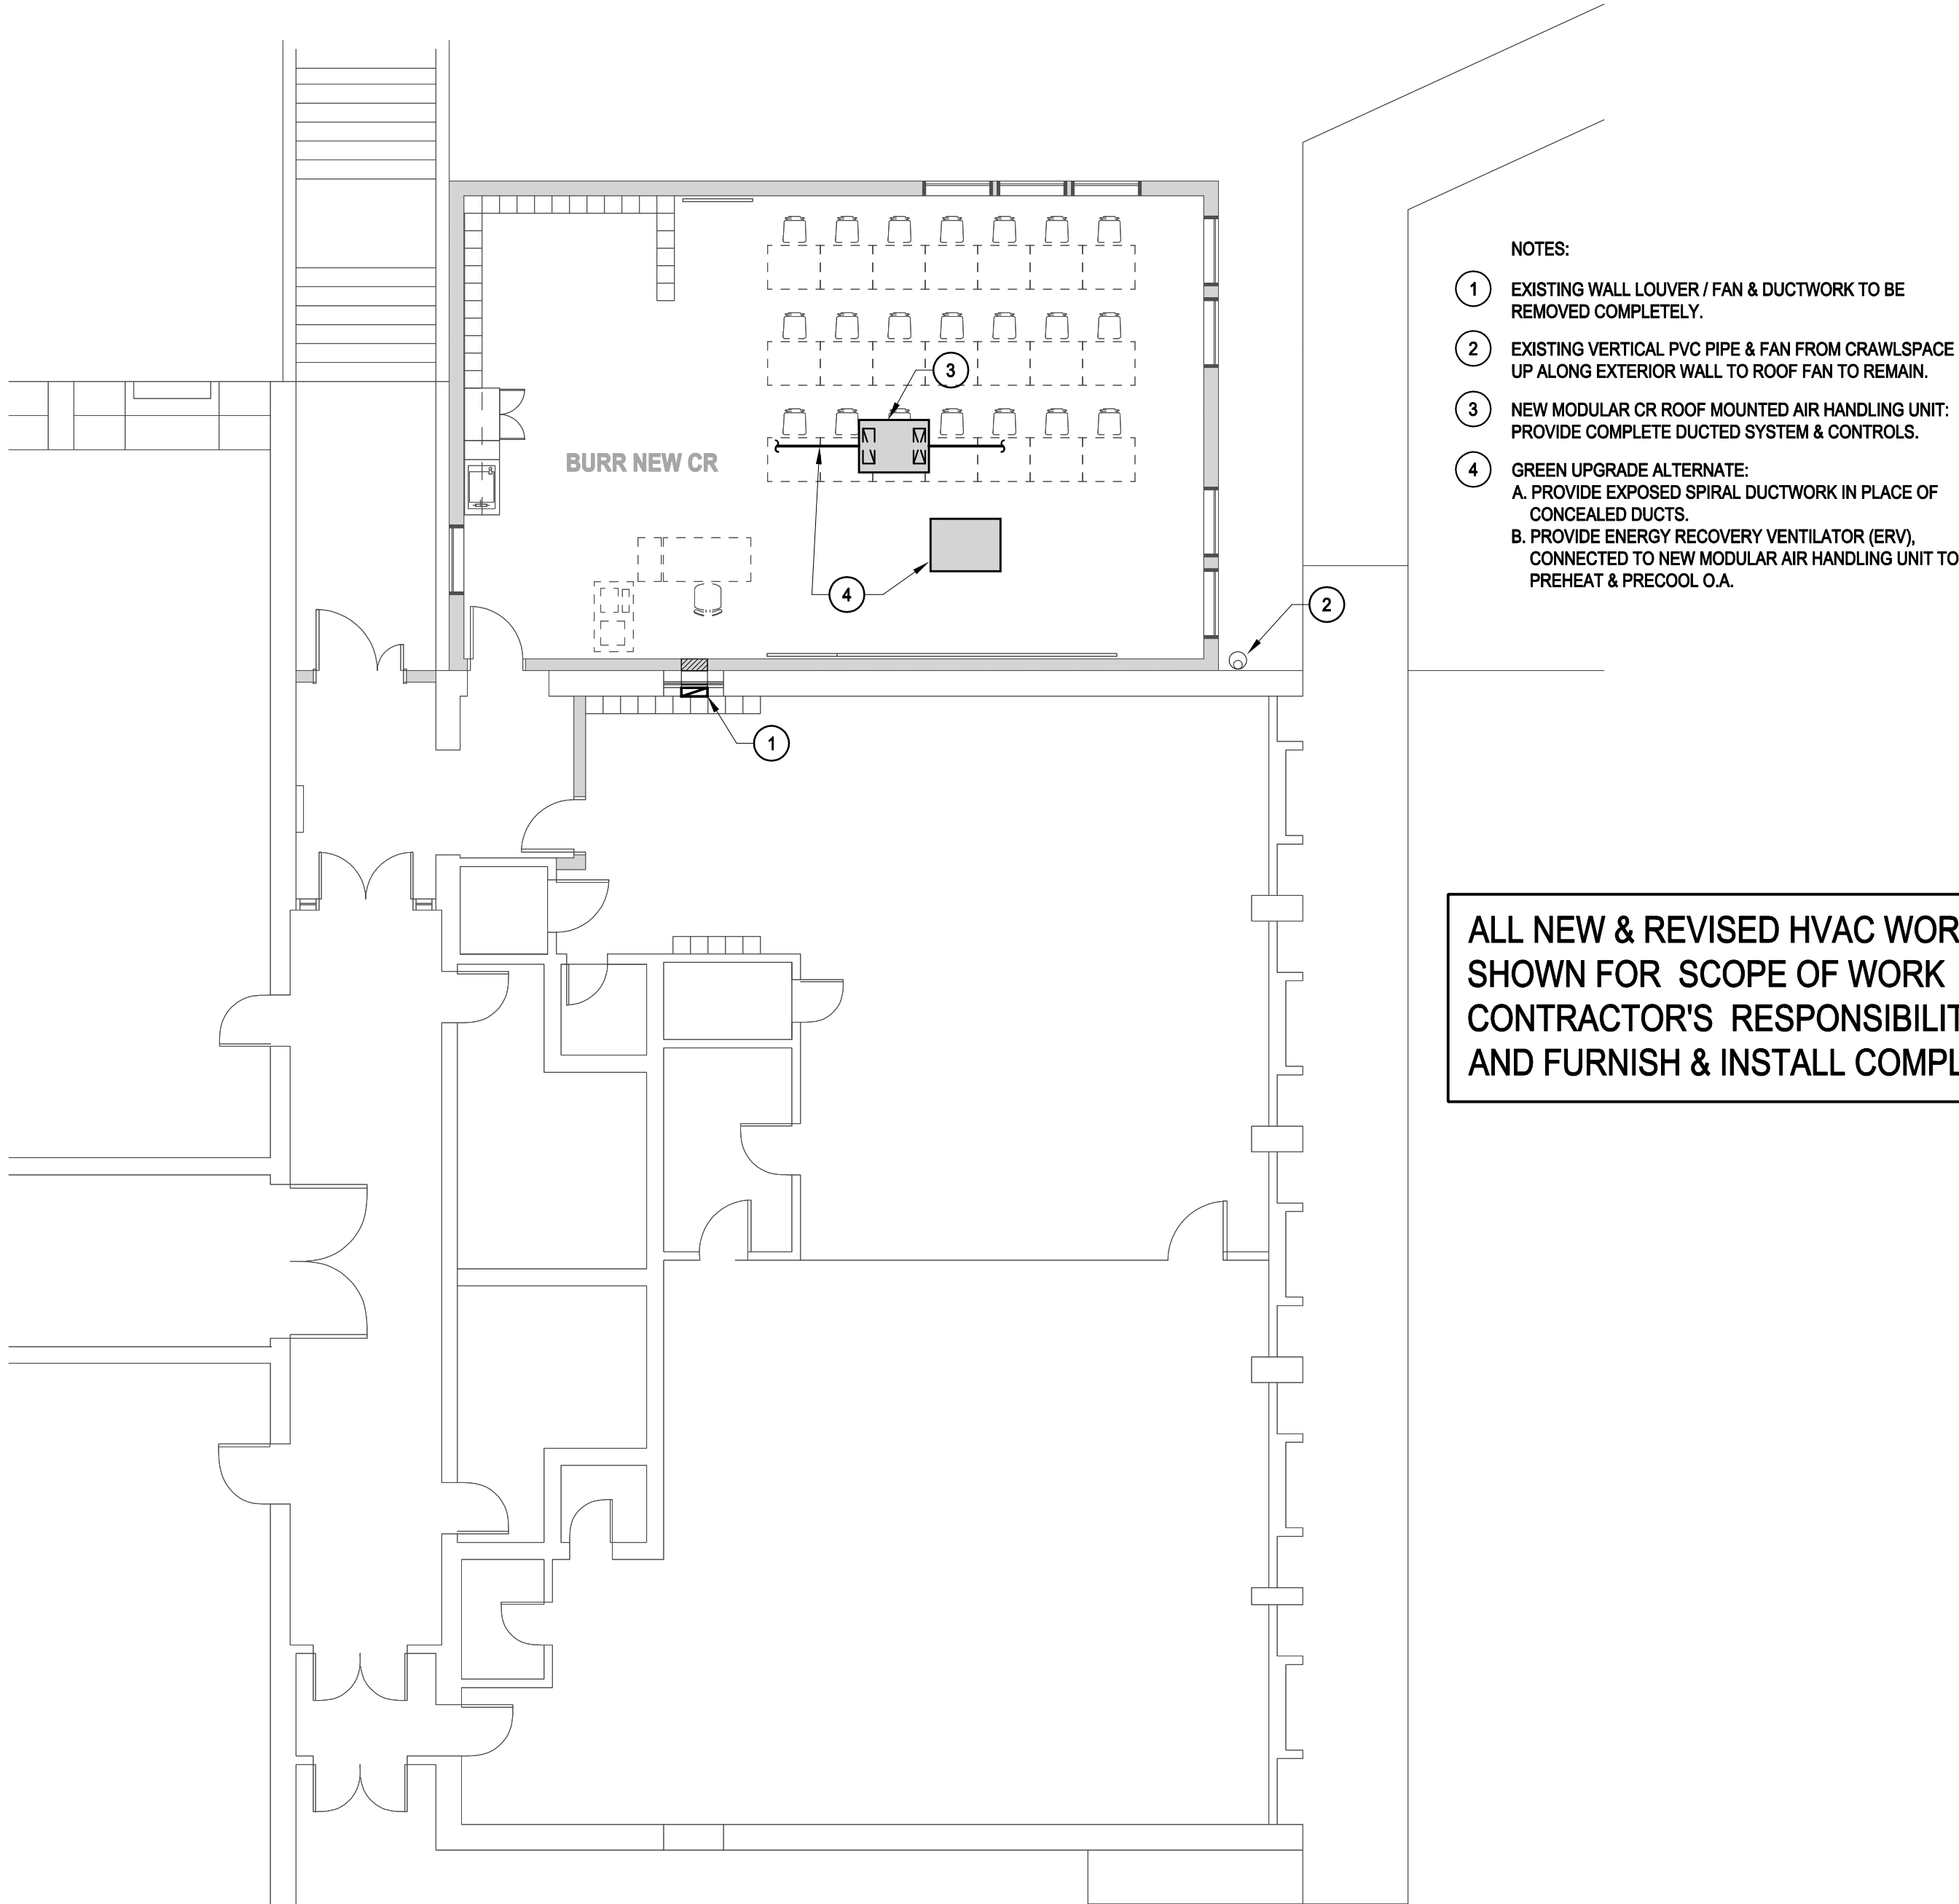 NOTES:
1 EXISTING WALL LOUVER / FAN & DUCTWORK TO BE
REMOVED COMPLETELY.
2 EXISTING VERTICAL PVC PIPE & FAN FROM CRAWLSPACE
UP ALONG EXTERIOR WALL TO ROOF FAN TO REMAIN.
3 NEW MODULAR CR ROOF MOUNTED AIR HANDLING UNIT:
PROVIDE COMPLETE DUCTED SYSTEM & CONTROLS.
4 GREEN UPGRADE ALTERNATE:
A. PROVIDE EXPOSED SPIRAL DUCTWORK IN PLACE OF
CONCEALED DUCTS.
B. PROVIDE ENERGY RECOVERY VENTILATOR (ERV),
CONNECTED TO NEW MODULAR AIR HANDLING UNIT TO
PREHEAT & PRECOOL O.A.
3
BURR NEW CR
4
2
1
ALL NEW & REVISED HVAC WOR
SHOWN FOR SCOPE OF WORK
CONTRACTOR'S RESPONSIBILIT
AND FURNISH & INSTALL COMPL